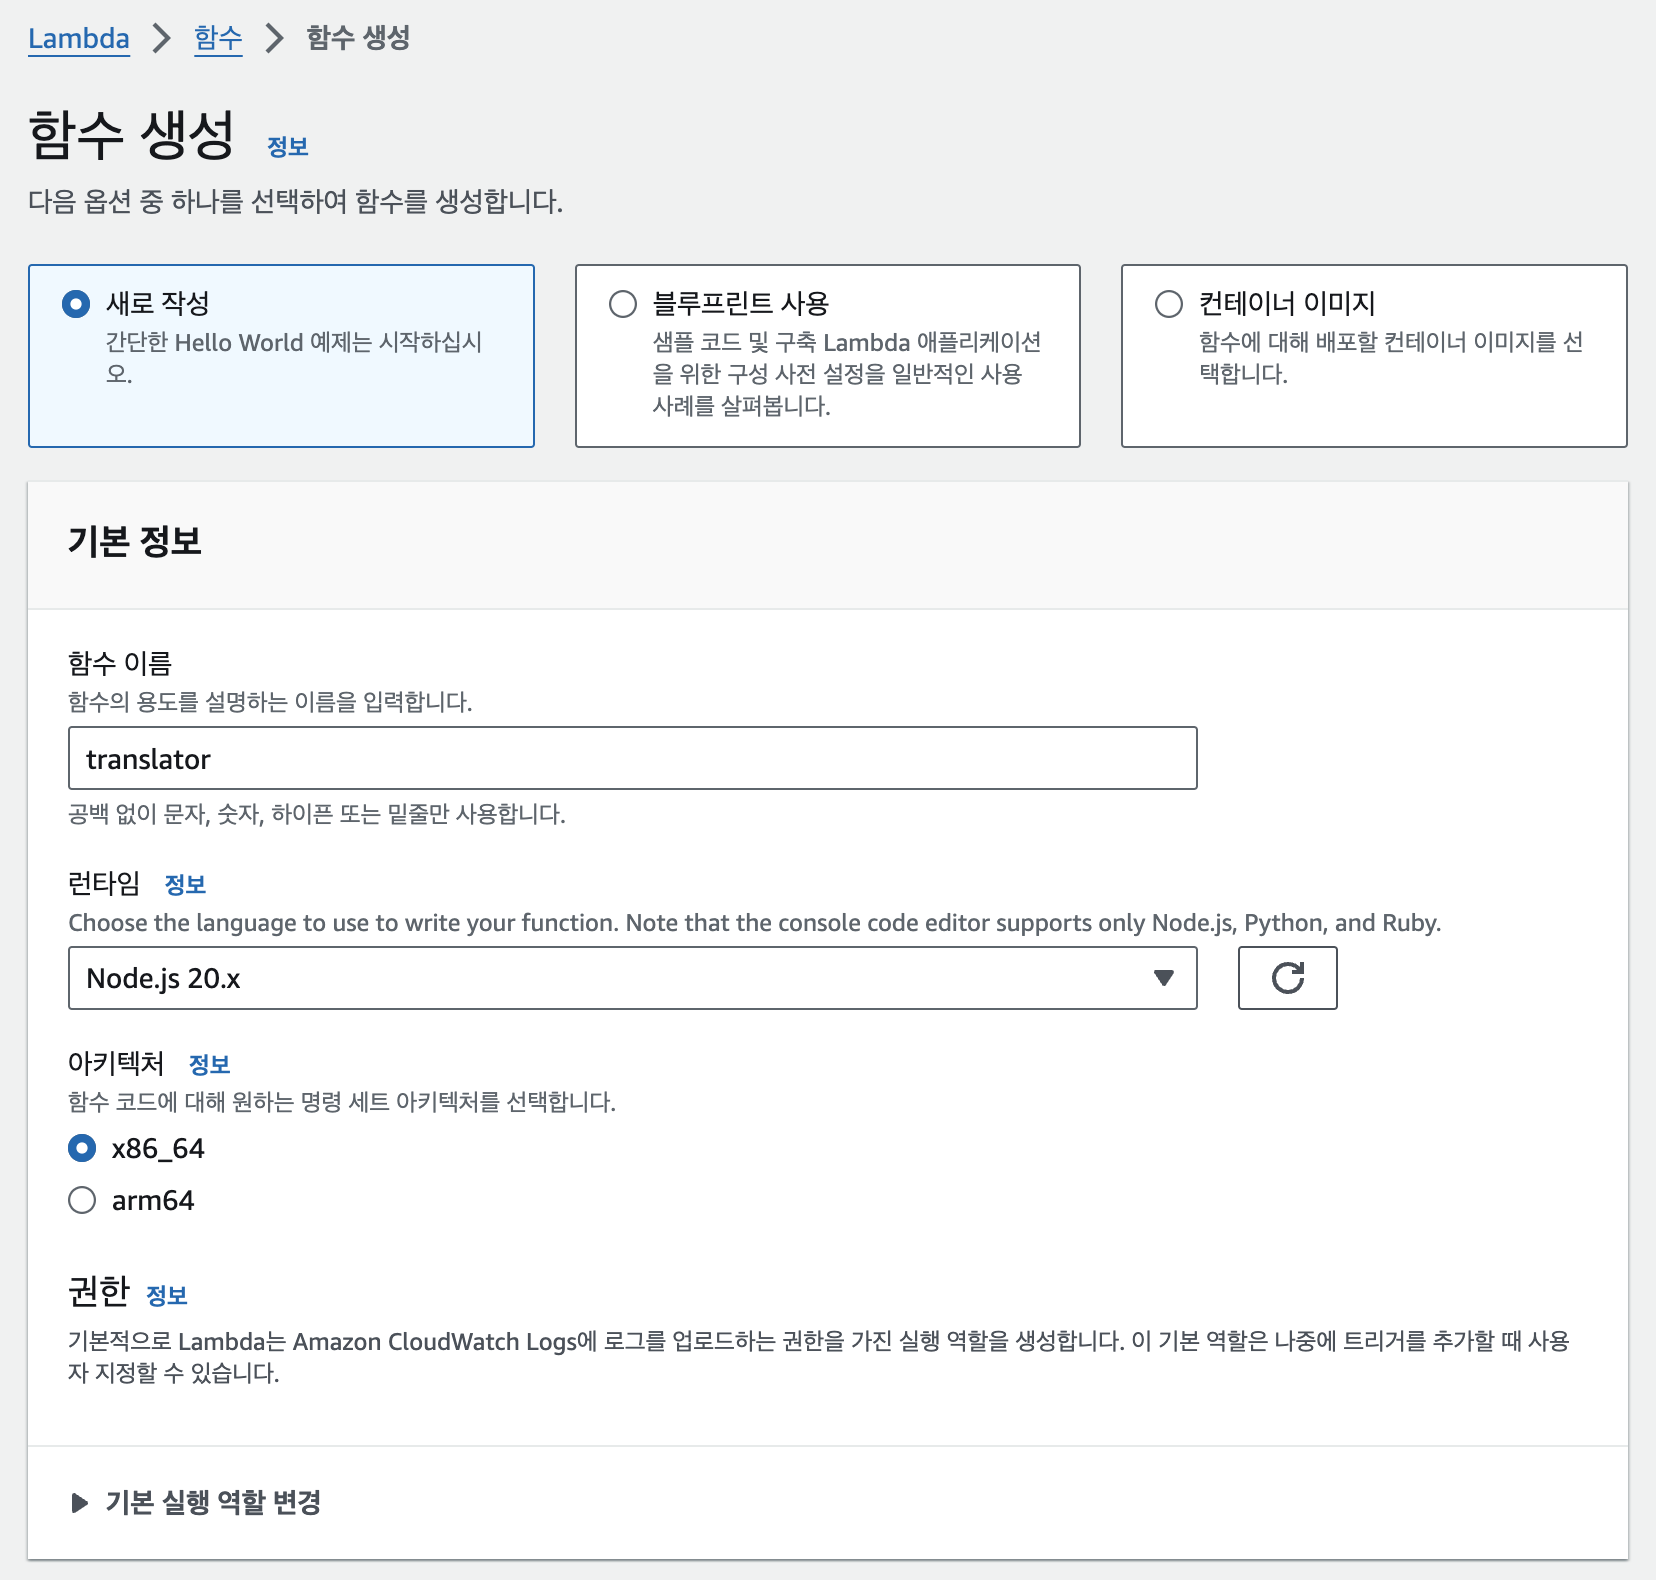 Lambda > 함수 > 함수 생성
함수 생성 정보
다음 옵션 중 하나를 선택하여 함수를 생성합니다.
새로 작성
간단한 Hello World 예제는 시작하십시
오.
블루프린트 사용
샘플 코드 및 구축 Lambda 애플리케이션
을 위한 구성 사전 설정을 일반적인 사용
사례를 살펴봅니다.
컨테이너 이미지
함수에 대해 배포할 컨테이너 이미지를 선
택합니다.
기본 정보
함수 이름
함수의 용도를 설명하는 이름을 입력합니다.
translator
공백 없이 문자, 숫자, 하이픈 또는 밑줄만 사용합니다.
런타임 정보
Choose the language to use to write your function. Note that the console code editor supports only Node.js, Python, and Ruby.
Node.js 20.x
아키텍처 정보
함수 코드에 대해 원하는 명령 세트 아키텍처를 선택합니다.
x86_64
arm64
권한 정보
기본적으로 Lambda는 Amazon CloudWatch Logs에 로그를 업로드하는 권한을 가진 실행 역할을 생성합니다. 이 기본 역할은 나중에 트리거를 추가할 때 사용
자 지정할 수 있습니다.
기본 실행 역할 변경